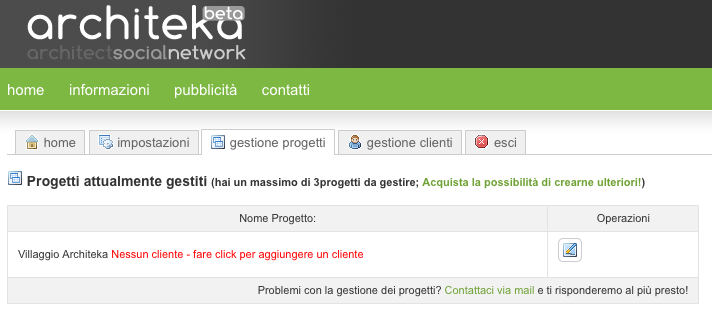 architeka beta
architectsocialnetwork
home informazioni pubblicità contatti
home impostazioni gestione progetti gestione clienti esci
Progetti attualmente gestiti (hai un massimo di 3progetti da gestire; Acquista la possibilità di crearne ulteriori!)
Nome Progetto: Operazioni
Villaggio Architeka Nessun cliente - fare click per aggiungere un cliente
Problemi con la gestione dei progetti? Contattaci via mail e ti risponderemo al più presto!